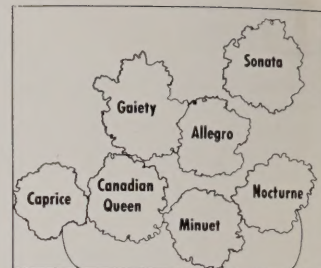 Sonata
Gaiety
Allegro
Caprice
Canadian
Queen
Minuet
Nocturne